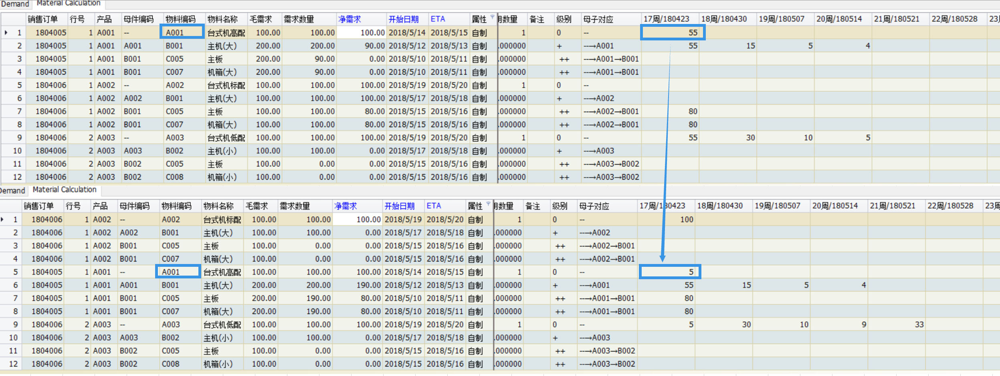 Demand Material Calculation
销售订单 行号 产品 母件编码 物料编码 物料名称 毛需求 需求数量 净需求 开始日期 ETA 属性 用数量 备注 级别 母子对应 17周/180423 18周/180430 19周/180507 20周/180514 21周/180521 22周/180528 23周
1 1804005 1 A001 -- A001 台式机高配 100.00 100.00 100.00 2018/5/14 2018/5/15 自制 1 0 -- 55
2 1804005 1 A001 A001 B001 主机(大) 200.00 200.00 90.00 2018/5/12 2018/5/13 自制 .000000 + ---→A001 55 15 5 4
3 1804005 1 A001 B001 C005 主板 200.00 90.00 0.00 2018/5/10 2018/5/11 自制 .000000 ++ ---→A001→B001
4 1804005 1 A001 B001 C007 机箱(大) 200.00 90.00 0.00 2018/5/10 2018/5/11 自制 .000000 ++ ---→A001→B001
5 1804006 1 A002 -- A002 台式机标配 100.00 100.00 100.00 2018/5/19 2018/5/20 自制 1 0 --
6 1804006 1 A002 A002 B001 主机(大) 100.00 100.00 100.00 2018/5/17 2018/5/18 自制 .000000 + ---→A002
7 1804006 1 A002 B001 C005 主板 100.00 100.00 80.00 2018/5/15 2018/5/16 自制 .000000 ++ ---→A002→B001 80
8 1804006 1 A002 B001 C007 机箱(大) 100.00 100.00 80.00 2018/5/15 2018/5/16 自制 .000000 ++ ---→A002→B001 80
9 1804006 2 A003 -- A003 台式机低配 100.00 100.00 100.00 2018/5/19 2018/5/20 自制 1 0 -- 55 30 10 5
10 1804006 2 A003 A003 B002 主机(小) 100.00 100.00 0.00 2018/5/17 2018/5/18 自制 .000000 + ---→A003
11 1804006 2 A003 B002 C005 主板 100.00 0.00 0.00 2018/5/15 2018/5/16 自制 .000000 ++ ---→A003→B002
12 1804006 2 A003 B002 C008 机箱(小) 100.00 0.00 0.00 2018/5/15 2018/5/16 自制 .000000 ++ ---→A003→B002
Demand Material Calculation
销售订单 行号 产品 母件编码 物料编码 物料名称 毛需求 需求数量 净需求 开始日期 ETA 属性 用数量 备注 级别 母子对应 17周/180423 18周/180430 19周/180507 20周/180514 21周/180521 22周/180528 23周
1 1804006 1 A002 -- A002 台式机标配 100.00 100.00 100.00 2018/5/19 2018/5/20 自制 1 0 -- 100
2 1804006 1 A002 A002 B001 主机(大) 100.00 100.00 0.00 2018/5/17 2018/5/18 自制 .000000 + ---→A002
3 1804006 1 A002 B001 C005 主板 100.00 0.00 0.00 2018/5/15 2018/5/16 自制 .000000 ++ ---→A002→B001
4 1804006 1 A002 B001 C007 机箱(大) 100.00 0.00 0.00 2018/5/15 2018/5/16 自制 .000000 ++ ---→A002→B001
5 1804005 1 A001 -- A001 台式机高配 100.00 100.00 100.00 2018/5/14 2018/5/15 自制 1 0 -- 5
6 1804005 1 A001 A001 B001 主机(大) 200.00 200.00 190.00 2018/5/12 2018/5/13 自制 .000000 + ---→A001 55 15 5 4
7 1804005 1 A001 B001 C005 主板 200.00 190.00 80.00 2018/5/10 2018/5/11 自制 .000000 ++ ---→A001→B001 80
8 1804005 1 A001 B001 C007 机箱(大) 200.00 190.00 80.00 2018/5/10 2018/5/11 自制 .000000 ++ ---→A001→B001 80
9 1804006 2 A003 -- A003 台式机低配 100.00 100.00 100.00 2018/5/19 2018/5/20 自制 1 0 -- 5 30 10 9 33
10 1804006 2 A003 A003 B002 主机(小) 100.00 100.00 0.00 2018/5/17 2018/5/18 自制 .000000 + ---→A003
11 1804006 2 A003 B002 C005 主板 100.00 0.00 0.00 2018/5/15 2018/5/16 自制 .000000 ++ ---→A003→B002
12 1804006 2 A003 B002 C008 机箱(小) 100.00 0.00 0.00 2018/5/15 2018/5/16 自制 .000000 ++ ---→A003→B002